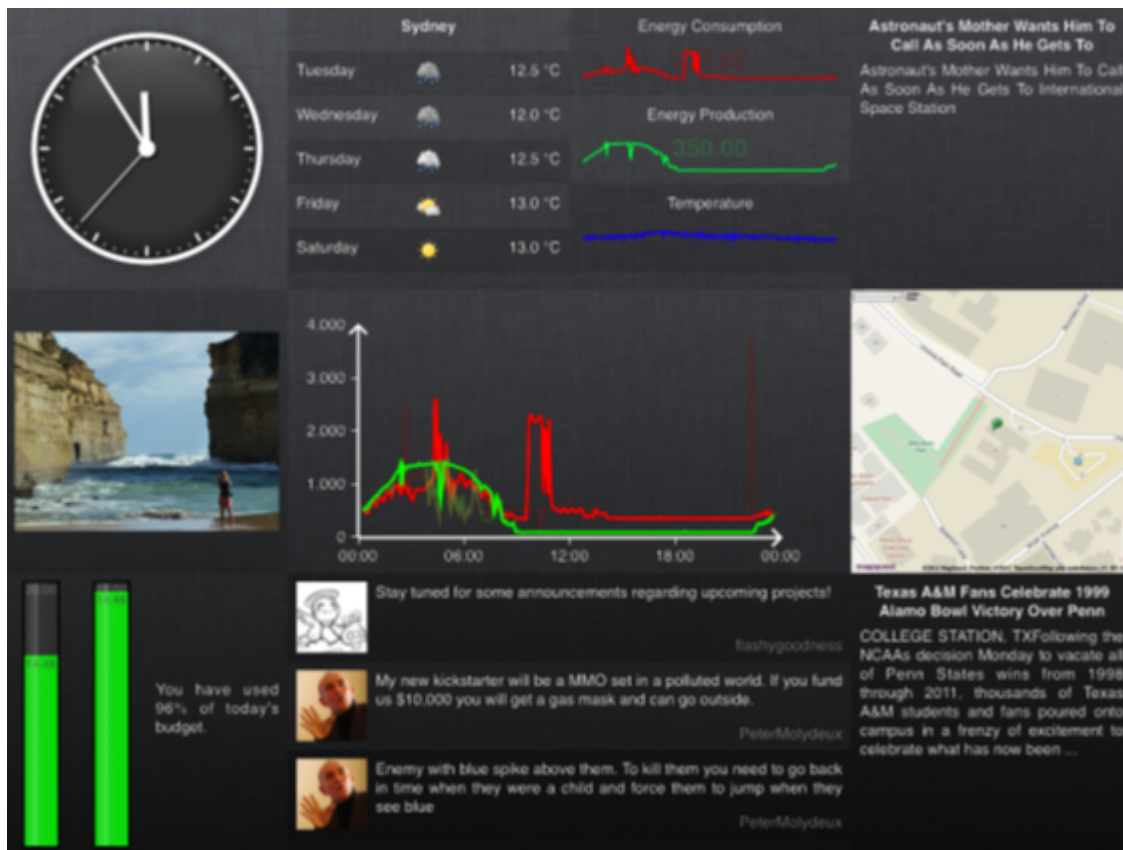 Sydney
Tuesday 12.5 °C
Wednesday 12.0 °C
Thursday 12.5 °C
Friday 13.0 °C
Saturday 13.0 °C
Energy Consumption
Energy Production
350.00
Temperature
Astronaut's Mother Wants Him To
Call As Soon As He Gets To
Astronaut's Mother Wants Him To Call
As Soon As He Gets To International
Space Station
4.000
3.000
2.000
1.000
0
00:00 06:00 12:00 18:00 00:00
20:00
14:46
14:46
You have used
96% of today's
budget.
Stay tuned for some announcements regarding upcoming projects!
flashygoodness
My new kickstarter will be a MMO set in a polluted world. If you fund
us $10,000 you will get a gas mask and can go outside.
PeterMolydeux
Enemy with blue spike above them. To kill them you need to go back
in time when they were a child and force them to jump when they
see blue
PeterMolydeux
Texas A&M Fans Celebrate 1999
Alamo Bowl Victory Over Penn
COLLEGE STATION, TXFollowing the
NCAAs decision Monday to vacate all
of Penn States wins from 1998
through 2011, thousands of Texas
A&M students and fans poured onto
campus in a frenzy of excitement to
celebrate what has now been ...